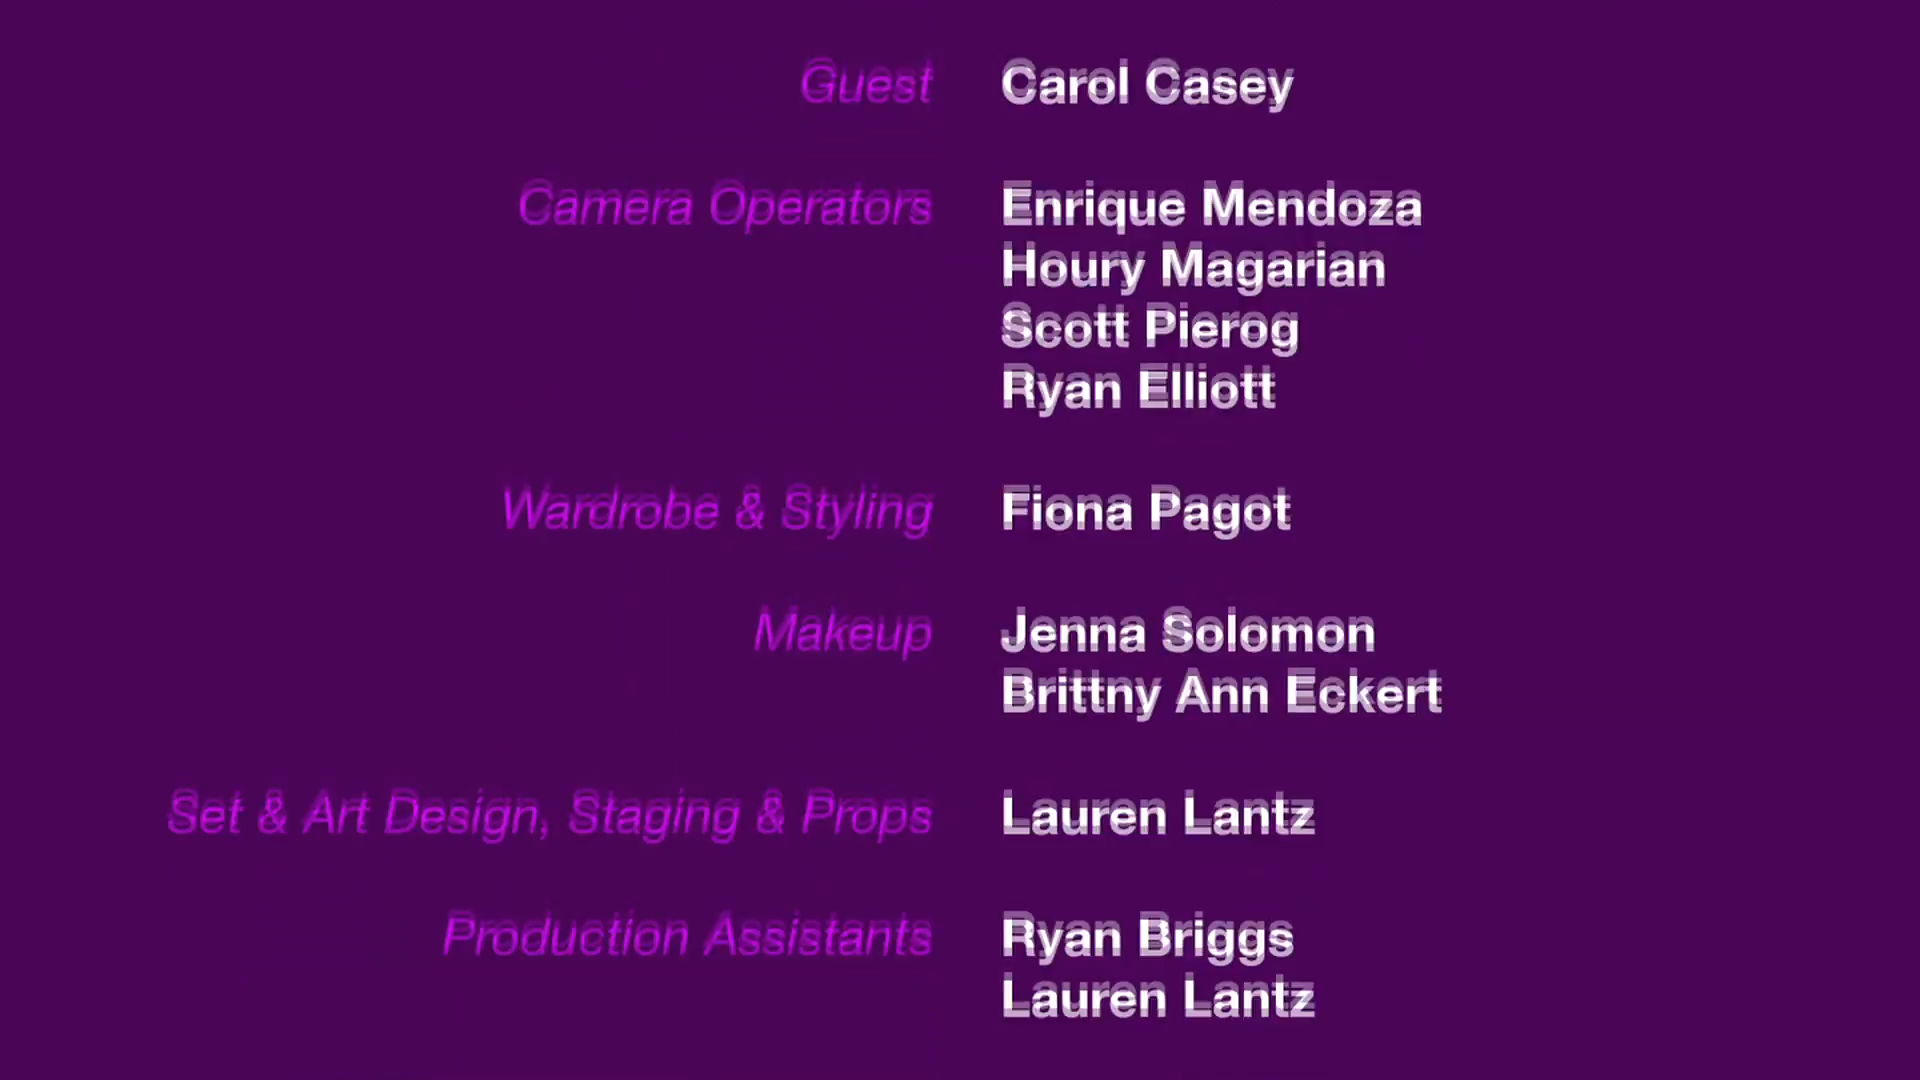 Guest Carol Casey
Camera Operators Enrique Mendoza
Houry Magarian
Scott Pierog
Ryan Elliott
Wardrobe & Styling Fiona Pagot
Makeup Jenna Solomon
Brittny Ann Eckert
Set & Art Design, Staging & Props Lauren Lantz
Production Assistants Ryan Briggs
Lauren Lantz